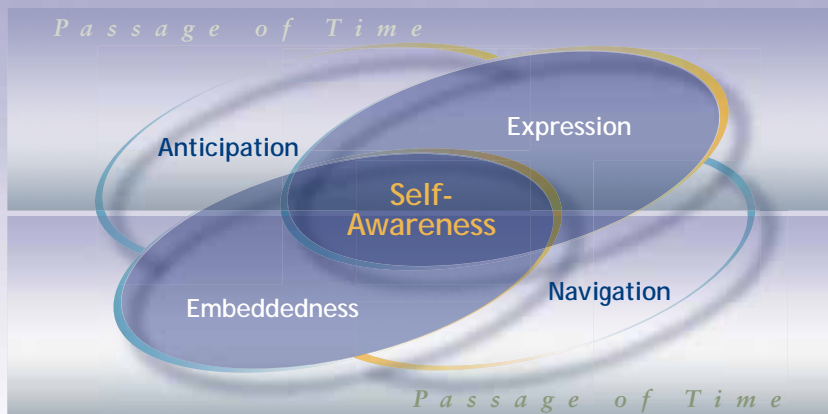 Passage of Time
Expression
Anticipation
Self-
Awareness
Navigation
Embeddedness
Passage of Time